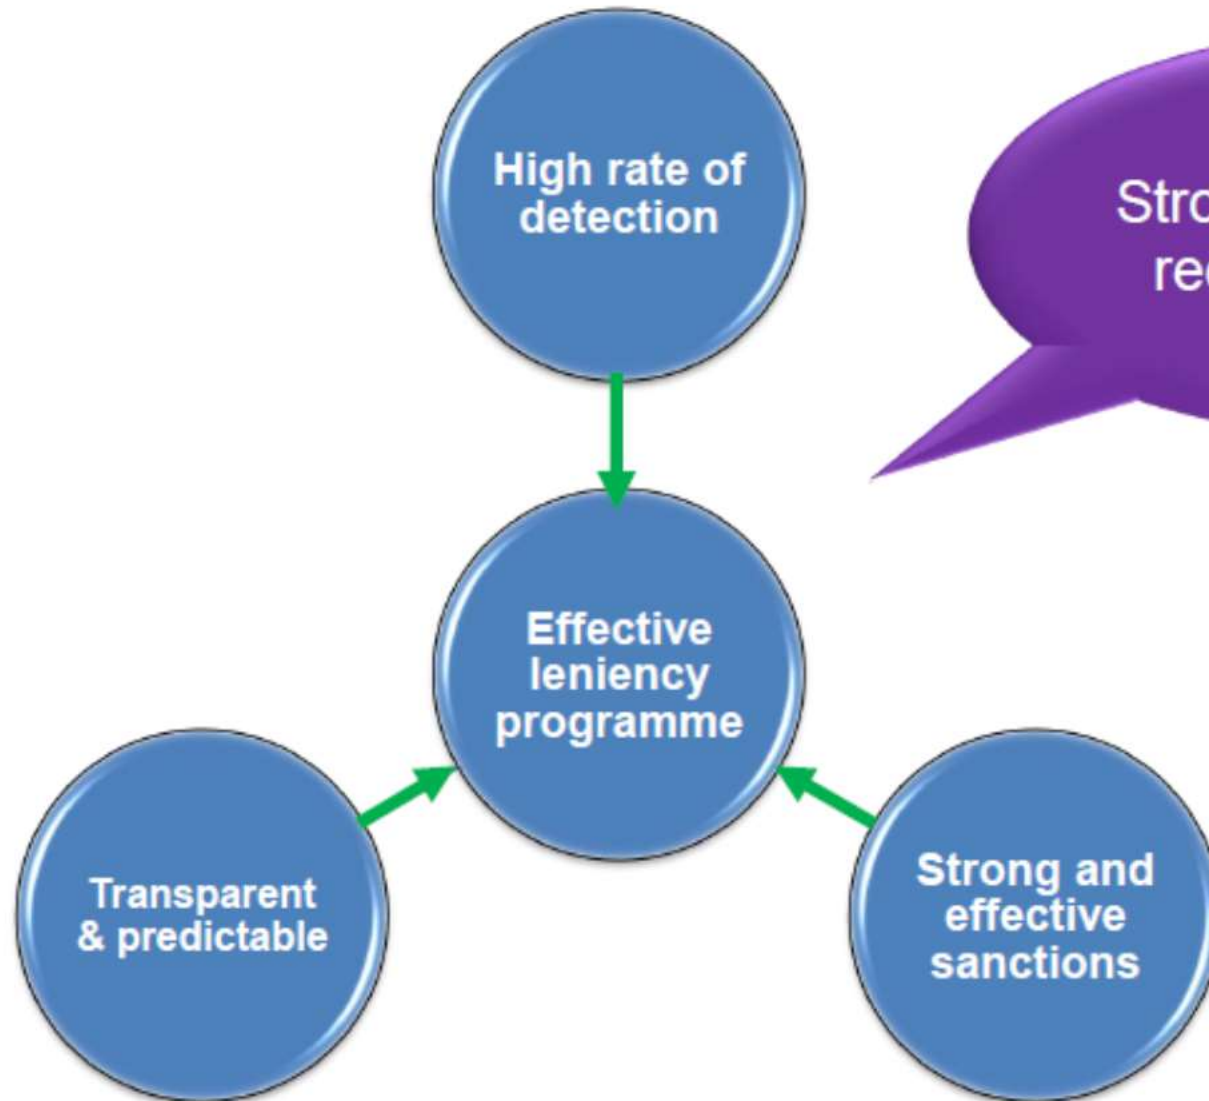 High rate of
detection
Effective
leniency
programme
Transparent
& predictable
Strong and
effective
sanctions